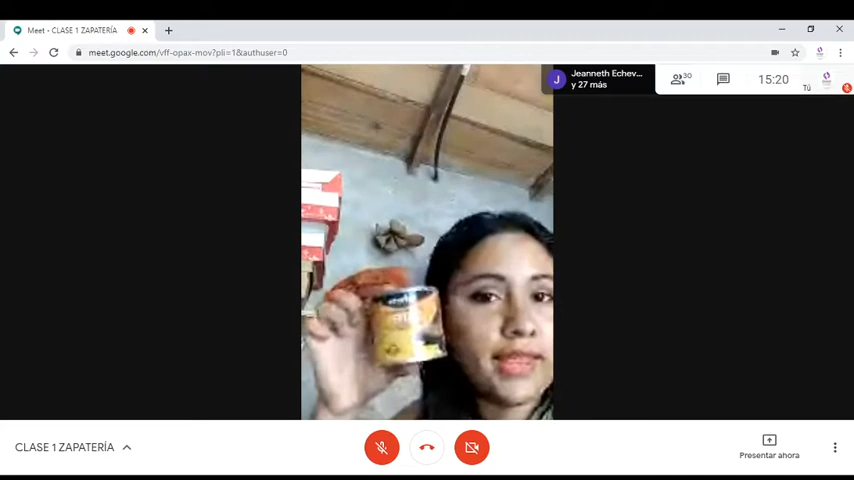 Meet - CLASE 1 ZAPATERÍA
meet.google.com/vff-opax-mov?pli=1&authuser=0
J
Jeanneth Echev...
y 27 más
30
15:20
Tú
CLASE 1 ZAPATERÍA
Presentar ahora